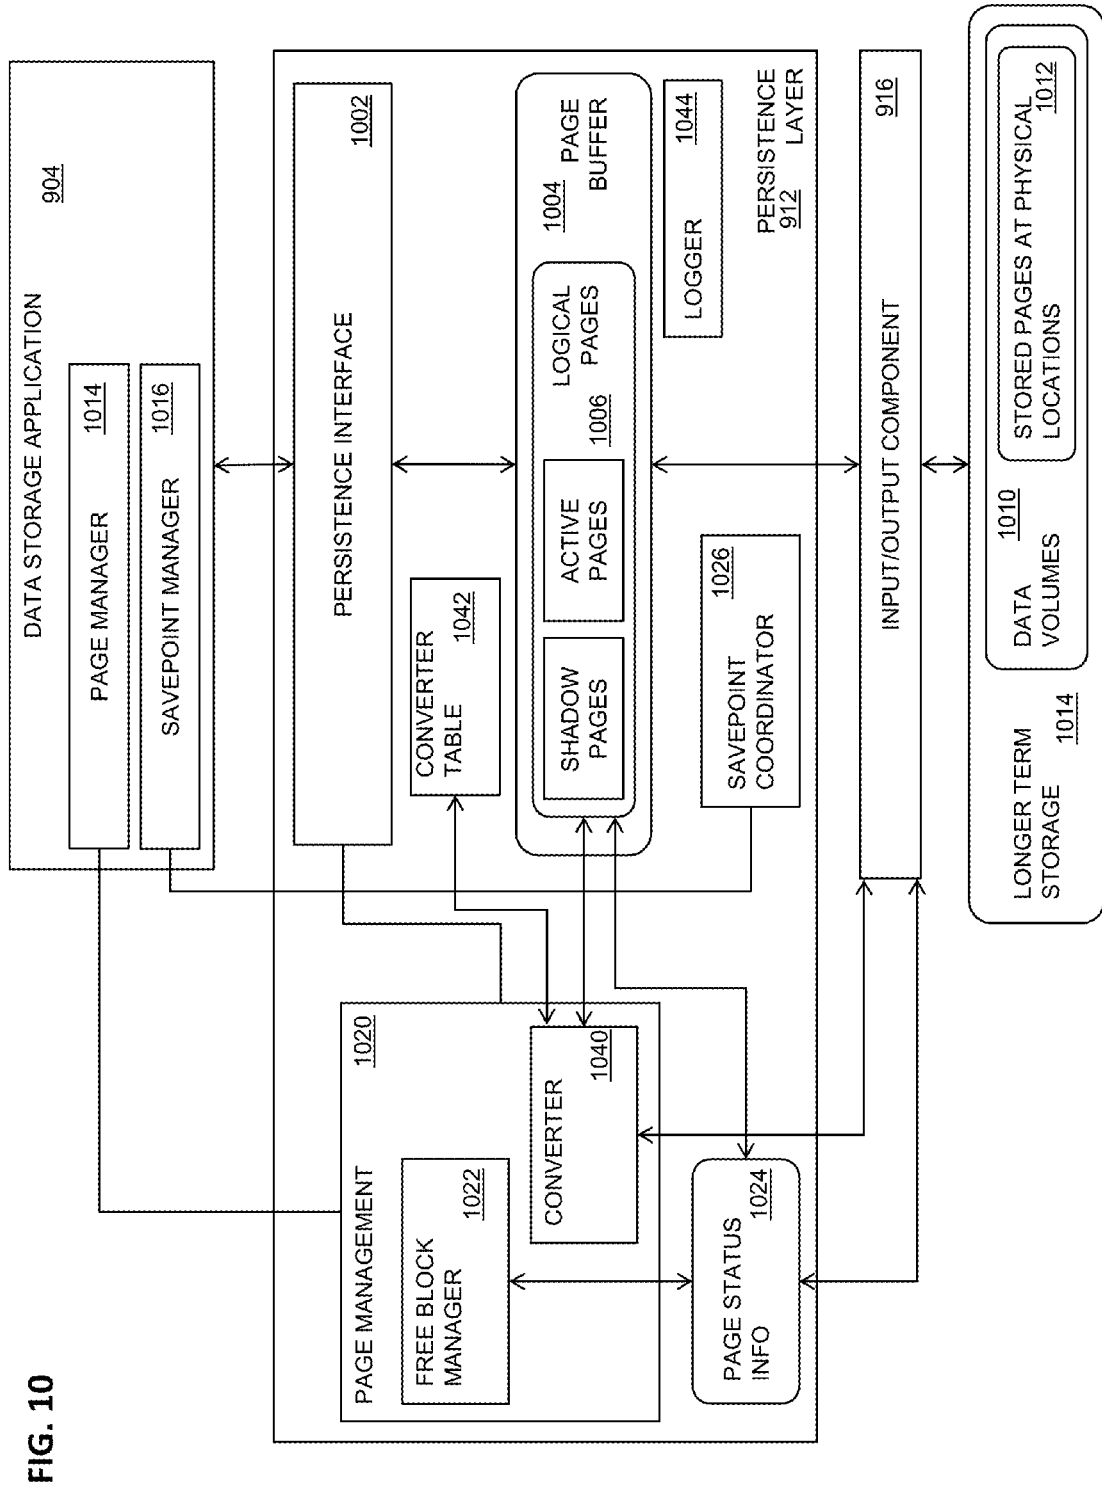 FIG. 10
DATA STORAGE APPLICATION
904
PAGE MANAGER
1014
SAVEPOINT MANAGER
1016
PERSISTENCE INTERFACE
1002
PAGE MANAGEMENT
1020
FREE BLOCK
MANAGER
1022
CONVERTER
1040
CONVERTER
TABLE
1042
1004
PAGE
BUFFER
LOGICAL
PAGES
1006
SHADOW
PAGES
ACTIVE
PAGES
LOGGER
1044
PAGE STATUS
INFO
1024
SAVEPOINT
COORDINATOR
1026
PERSISTENCE
LAYER
912
INPUT/OUTPUT COMPONENT
916
LONGER TERM
STORAGE
1014
DATA
VOLUMES
1010
STORED PAGES AT PHYSICAL
LOCATIONS
1012